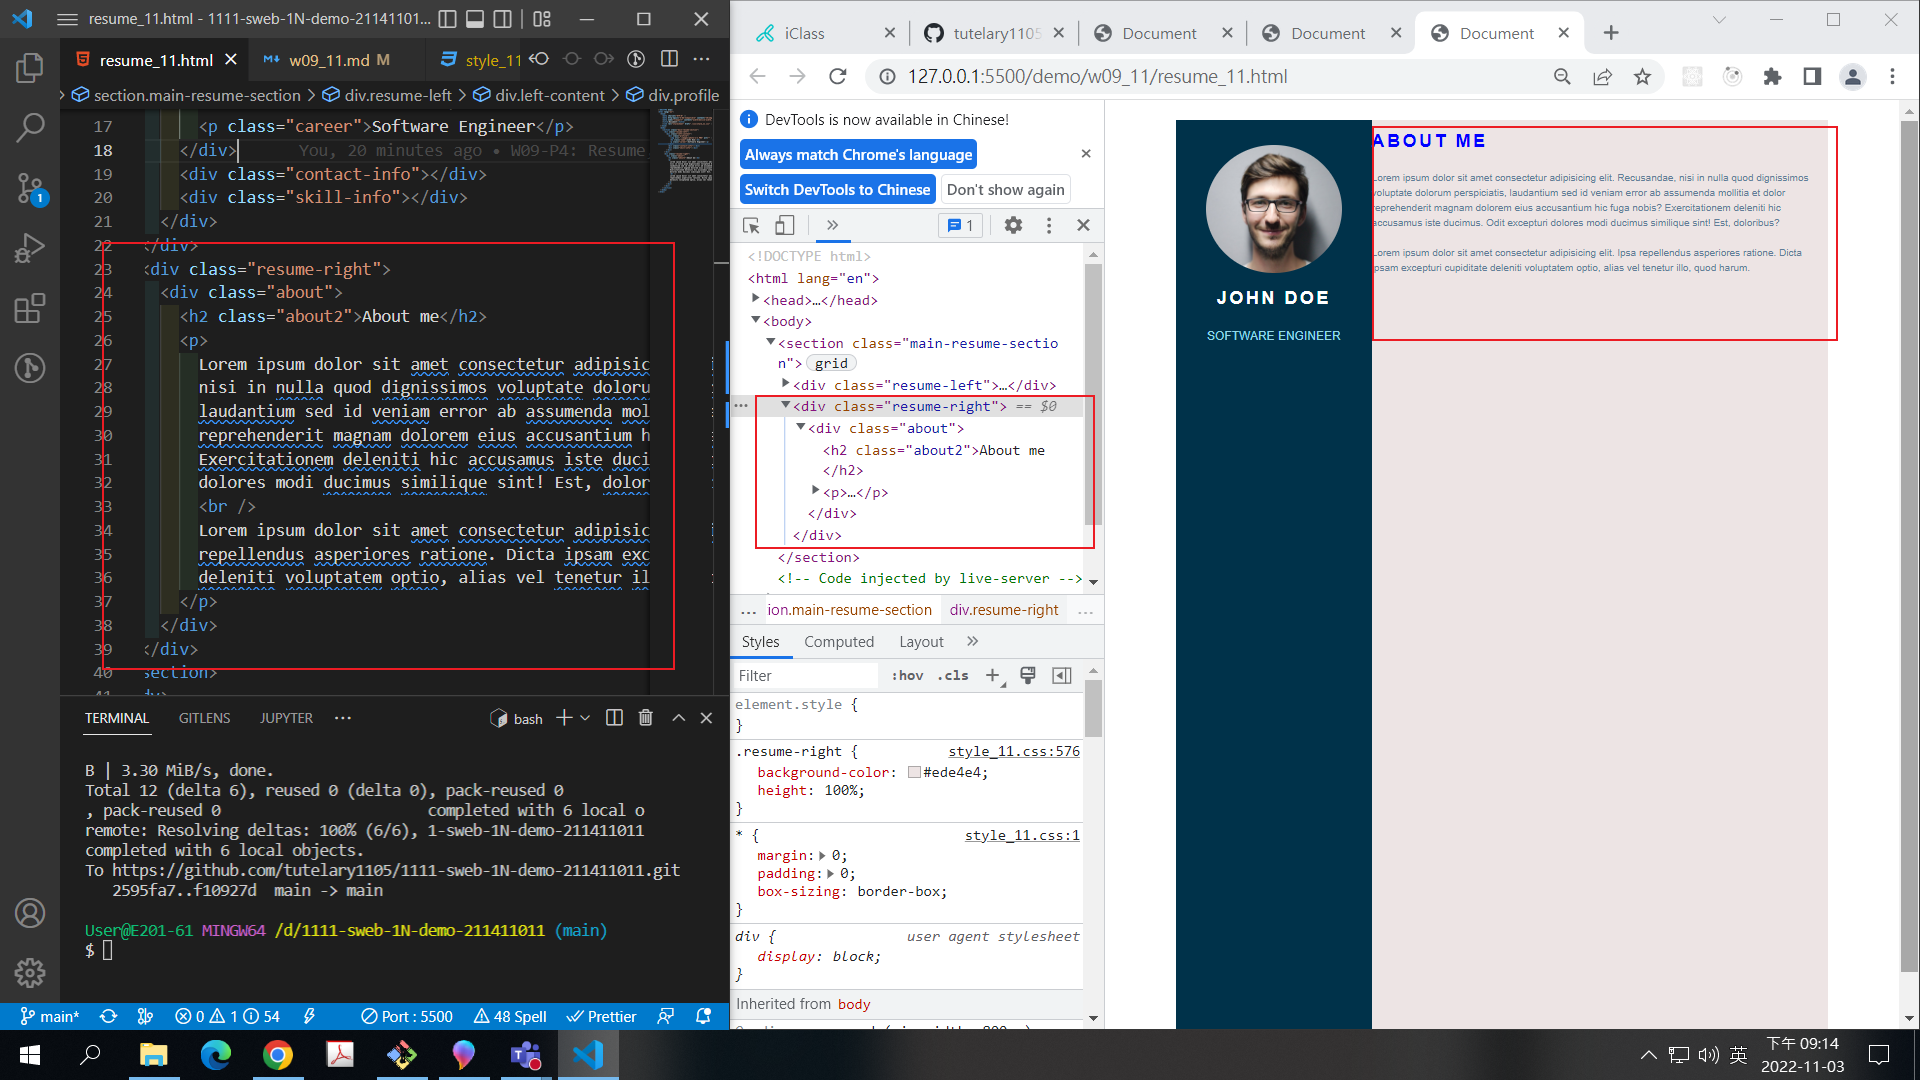 resume_11.html - 1111-sweb-1N-demo-21141101...
resume_11.html
w09_11.md M
style_11
section.main-resume-section > div.resume-left > div.left-content > div.profile
17 <p class="career">Software Engineer</p>
18 </div> You, 20 minutes ago • W09-P4: Resume
19 <div class="contact-info"></div>
20 <div class="skill-info"></div>
21 </div>
22 </div>
23 <div class="resume-right">
24 <div class="about">
25 <h2 class="about2">About me</h2>
26 <p>
27 Lorem ipsum dolor sit amet consectetur adipisic
28 nisi in nulla quod dignissimos voluptate doloru
29 laudantium sed id veniam error ab assumenda mol
30 reprehenderit magnam dolorem eius accusantium h
31 Exercitationem deleniti hic accusamus iste duci
32 dolores modi ducimus similique sint! Est, dolor
33 <br />
34 Lorem ipsum dolor sit amet consectetur adipisic
35 repellendus asperiores ratione. Dicta ipsam exc
36 deleniti voluptatem optio, alias vel tenetur il
37 </p>
38 </div>
39 </div>
40 section>
41
TERMINAL GITLENS JUPYTER ... bash
B | 3.30 MiB/s, done.
Total 12 (delta 6), reused 0 (delta 0), pack-reused 0
, pack-reused 0 completed with 6 local o
remote: Resolving deltas: 100% (6/6), 1-sweb-1N-demo-211411011
completed with 6 local objects.
To https://github.com/tutelary1105/1111-sweb-1N-demo-211411011.git
2595fa7..f10927d main -> main
User@E201-61 MINGW64 /d/1111-sweb-1N-demo-211411011 (main)
$
main* 0 1 54 Port : 5500 48 Spell Prettier
iClass
tutelary1105
Document
Document
Document
127.0.0.1:5500/demo/w09_11/resume_11.html
DevTools is now available in Chinese!
Always match Chrome's language
Switch DevTools to Chinese
Don't show again
1
<!DOCTYPE html>
<html lang="en">
<head>…</head>
<body>
<section class="main-resume-sectio
n"> grid
<div class="resume-left">…</div>
<div class="resume-right"> == $0
<div class="about">
<h2 class="about2">About me
</h2>
<p>…</p>
</div>
</div>
</section>
<!-- Code injected by live-server -->
... ion.main-resume-section div.resume-right ...
Styles Computed Layout
Filter :hov .cls
element.style {
}
.resume-right { style_11.css:576
background-color: #ede4e4;
height: 100%;
}
* { style_11.css:1
margin: 0;
padding: 0;
box-sizing: border-box;
}
div { user agent stylesheet
display: block;
}
Inherited from body
JOHN DOE
SOFTWARE ENGINEER
ABOUT ME
Lorem ipsum dolor sit amet consectetur adipisicing elit. Recusandae, nisi in nulla quod dignissimos
voluptate dolorum perspiciatis, laudantium sed id veniam error ab assumenda mollitia et dolor
reprehenderit magnam dolorem eius accusantium hic fuga nobis? Exercitationem deleniti hic
accusamus iste ducimus. Odit excepturi dolores modi ducimus similique sint! Est, doloribus?
Lorem ipsum dolor sit amet consectetur adipisicing elit. Ipsa repellendus asperiores ratione. Dicta
ipsam excepturi cupiditate deleniti voluptatem optio, alias vel tenetur illo, quod harum.
英
下午 09:14
2022-11-03